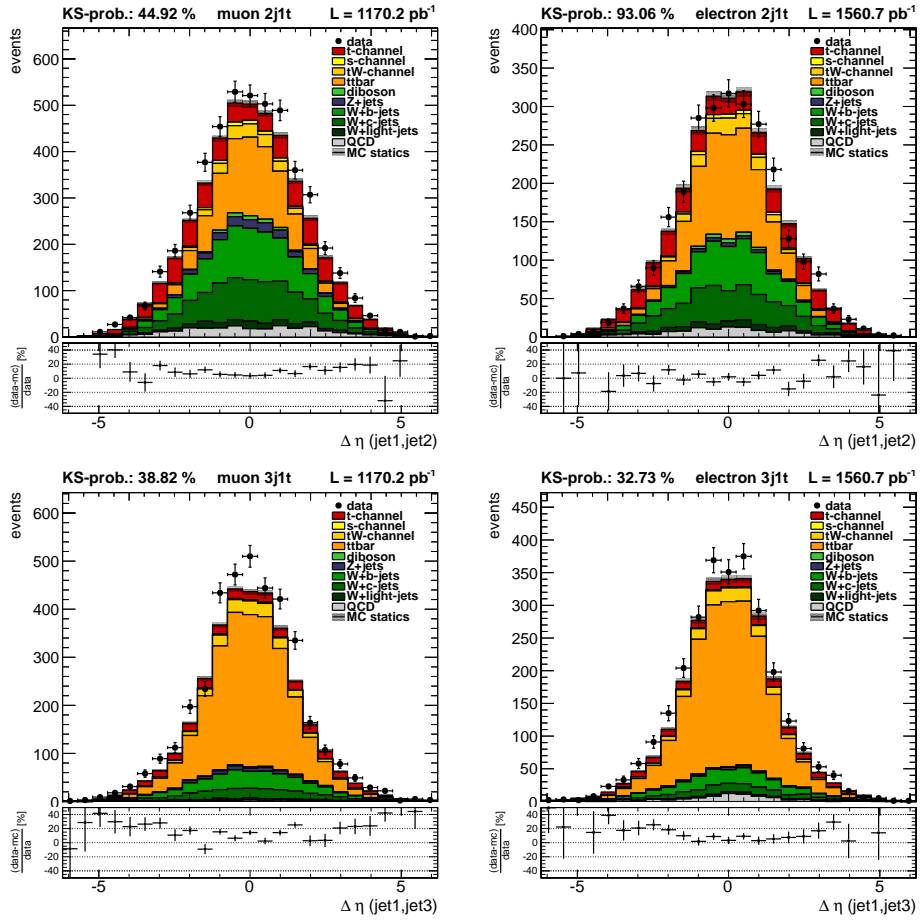 KS-prob.: 44.92 % muon 2j1t L = 1170.2 pb-1
events
600
500
400
300
200
100
0
data
t-channel
s-channel
tW-channel
ttbar
diboson
Z+jets
W+b-jets
W+c-jets
W+light-jets
QCD
MC statics
(data-mc)
data
[%]
40
20
0
-20
-40
-5 0 5
Δ η (jet1,jet2)
KS-prob.: 93.06 % electron 2j1t L = 1560.7 pb-1
events
400
350
300
250
200
150
100
50
0
data
t-channel
s-channel
tW-channel
ttbar
diboson
Z+jets
W+b-jets
W+c-jets
W+light-jets
QCD
MC statics
(data-mc)
data
[%]
40
20
0
-20
-40
-5 0 5
Δ η (jet1,jet2)
KS-prob.: 38.82 % muon 3j1t L = 1170.2 pb-1
events
600
500
400
300
200
100
0
data
t-channel
s-channel
tW-channel
ttbar
diboson
Z+jets
W+b-jets
W+c-jets
W+light-jets
QCD
MC statics
(data-mc)
data
[%]
40
20
0
-20
-40
-5 0 5
Δ η (jet1,jet3)
KS-prob.: 32.73 % electron 3j1t L = 1560.7 pb-1
events
450
400
350
300
250
200
150
100
50
0
data
t-channel
s-channel
tW-channel
ttbar
diboson
Z+jets
W+b-jets
W+c-jets
W+light-jets
QCD
MC statics
(data-mc)
data
[%]
40
20
0
-20
-40
-5 0 5
Δ η (jet1,jet3)